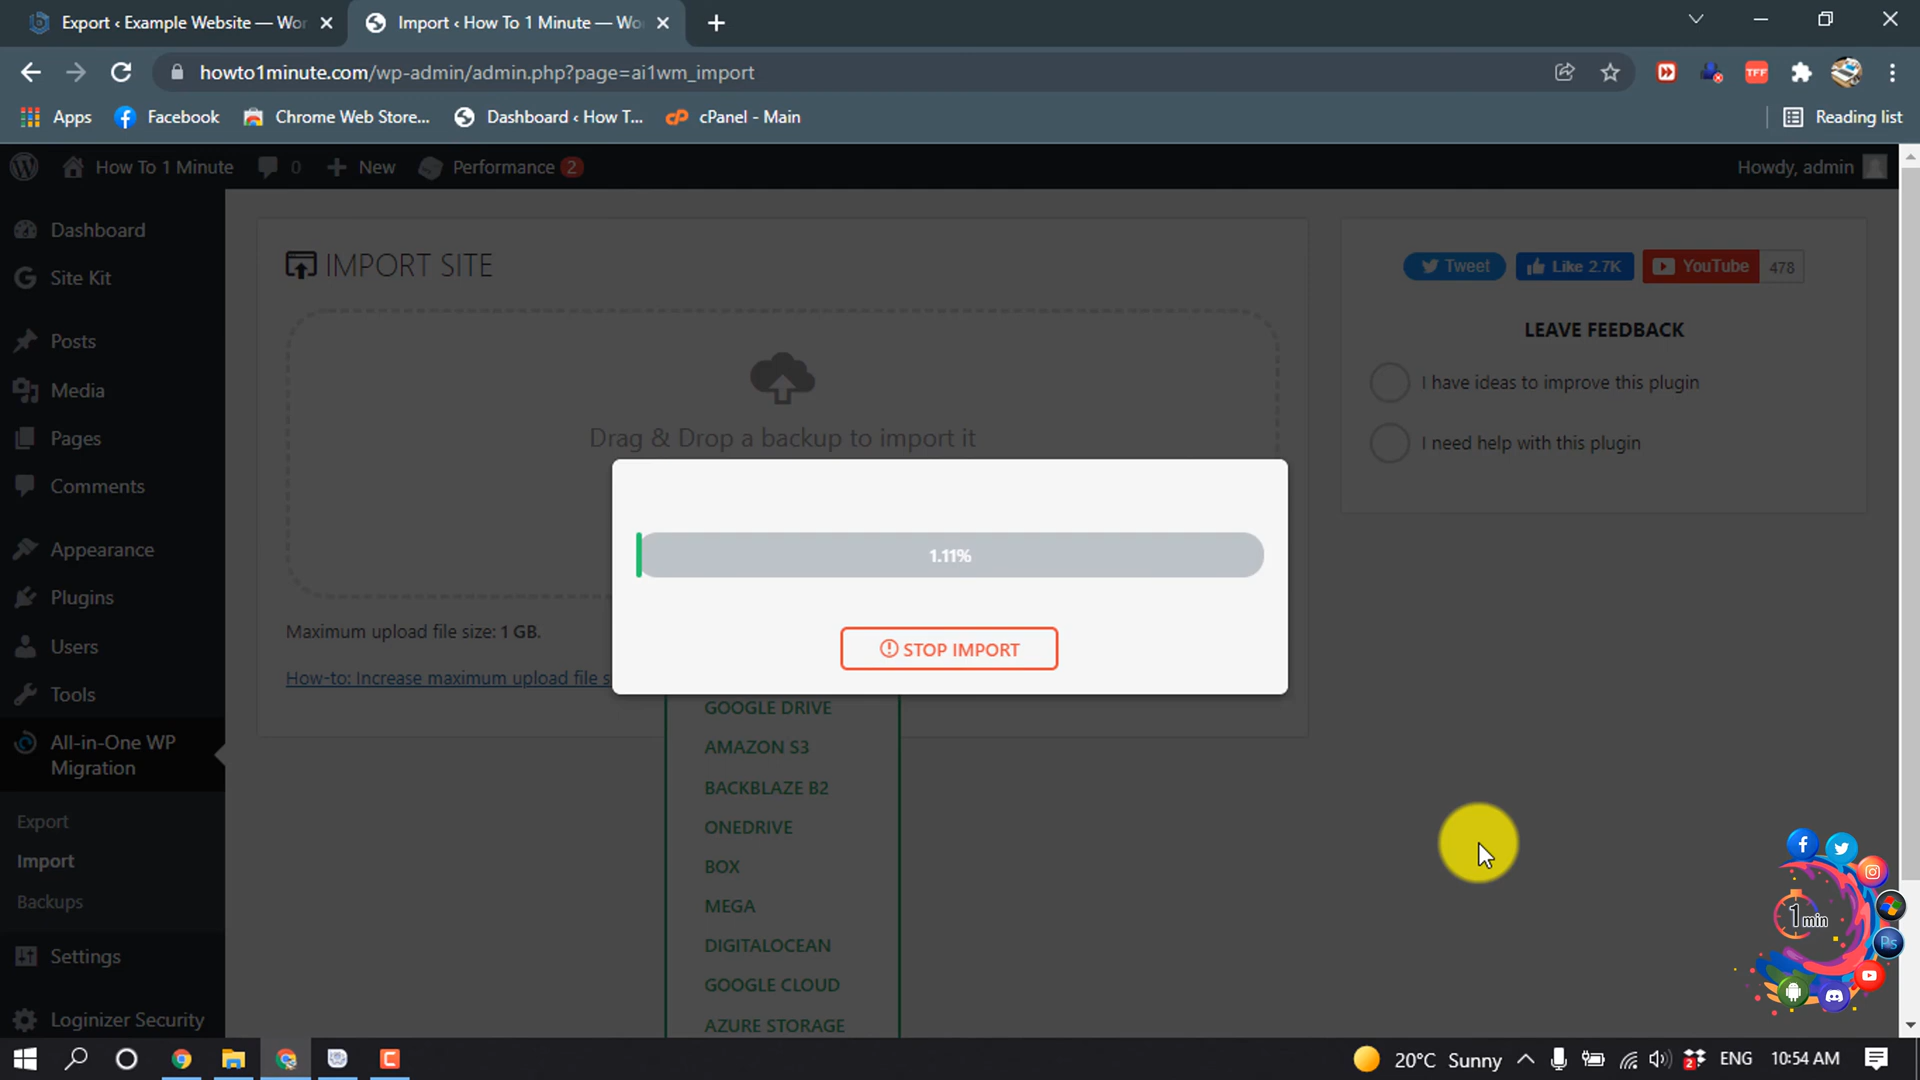 Export ‹ Example Website — Wor
Import ‹ How To 1 Minute — Wo
howto1minute.com/wp-admin/admin.php?page=ai1wm_import
TFF
Apps
Facebook
Chrome Web Store...
Dashboard ‹ How T...
cPanel - Main
Reading list
How To 1 Minute
0
New
Performance 2
Howdy, admin
Dashboard
Site Kit
Posts
Media
Pages
Comments
Appearance
Plugins
Users
Tools
All-in-One WP
Migration
Export
Import
Backups
Settings
Loginizer Security
IMPORT SITE
Drag & Drop a backup to import it
1.11%
STOP IMPORT
Maximum upload file size: 1 GB.
How-to: Increase maximum upload file s
GOOGLE DRIVE
AMAZON S3
BACKBLAZE B2
ONEDRIVE
BOX
MEGA
DIGITALOCEAN
GOOGLE CLOUD
AZURE STORAGE
Tweet
Like 2.7K
YouTube
478
LEAVE FEEDBACK
I have ideas to improve this plugin
I need help with this plugin
1 min
Ps
20°C Sunny
2
ENG
10:54 AM